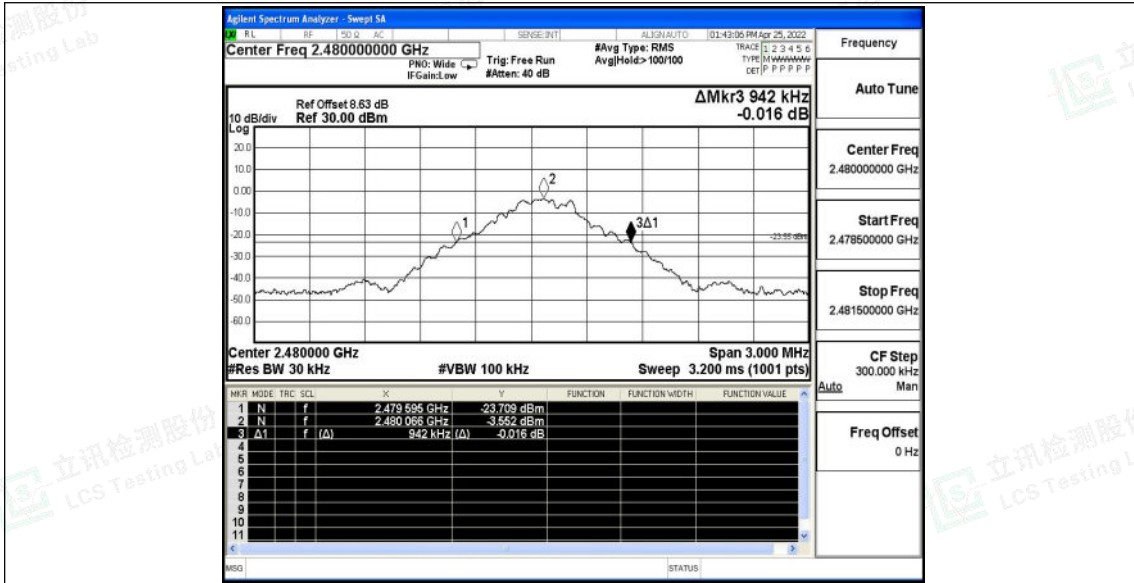 Agilent Spectrum Analyzer - Swept SA
RL RF 50 Ω AC SENSE:INT ALIGNAUTO 01:43:06 PM Apr 25, 2022
Center Freq 2.480000000 GHz
PNO: Wide
IFGain:Low
Trig: Free Run
#Atten: 40 dB
#Avg Type: RMS
Avg|Hold:>100/100
TRACE 1 2 3 4 5 6
TYPE M WWWWW
DET P P P P P P
Frequency
Auto Tune
Center Freq
2.480000000 GHz
Start Freq
2.478500000 GHz
Stop Freq
2.481500000 GHz
CF Step
300.000 kHz
Auto Man
Freq Offset
0 Hz
ΔMkr3 942 kHz
-0.016 dB
Ref Offset 8.63 dB
10 dB/div Ref 30.00 dBm
Log
20.0
10.0
0.00
-10.0
-20.0
-30.0
-40.0
-50.0
-60.0
1
2
3Δ1
-23.55 dBm
Center 2.480000 GHz Span 3.000 MHz
#Res BW 30 kHz #VBW 100 kHz Sweep 3.200 ms (1001 pts)
MKR MODE TRC SCL X Y FUNCTION FUNCTION WIDTH FUNCTION VALUE
1 N f 2.479 595 GHz -23.709 dBm
2 N f 2.480 066 GHz -3.552 dBm
3 Δ1 f (Δ) 942 kHz (Δ) -0.016 dB
4
5
6
7
8
9
10
11
MSG STATUS
立讯检测股份
LCS Testing Lab